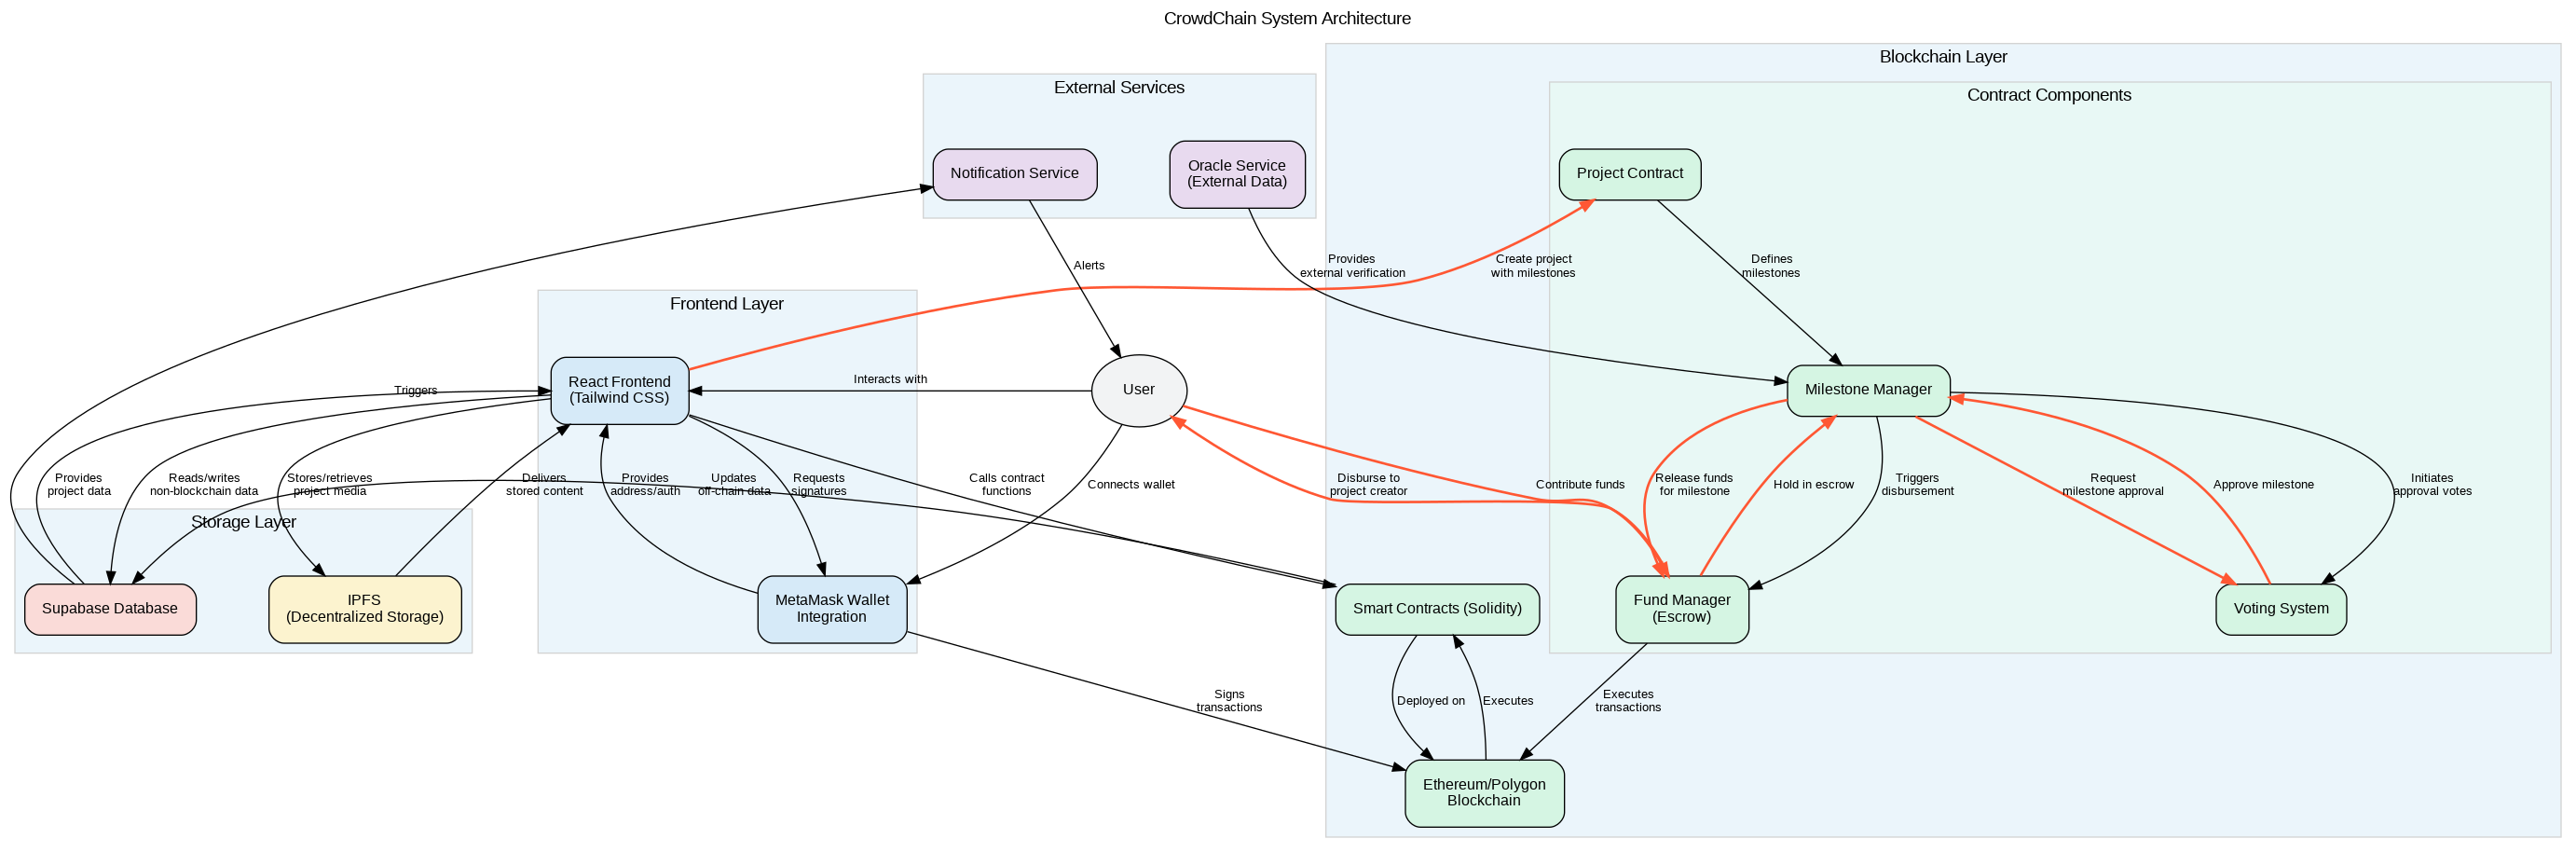 CrowdChain System Architecture
Blockchain Layer
External Services
Contract Components
Notification Service
Oracle Service
(External Data)
Project Contract
Alerts
Provides
external verification
Create project
with milestones
Defines
milestones
Frontend Layer
React Frontend
(Tailwind CSS)
Interacts with
User
Milestone Manager
Triggers
Provides
project data
Reads/writes
non-blockchain data
Stores/retrieves
project media
Delivers
stored content
Provides
address/auth
Updates
off-chain data
Requests
signatures
Calls contract
functions
Connects wallet
Disburse to
project creator
Contribute funds
Release funds
for milestone
Hold in escrow
Triggers
disbursement
Request
milestone approval
Approve milestone
Initiates
approval votes
Storage Layer
Supabase Database
IPFS
(Decentralized Storage)
MetaMask Wallet
Integration
Smart Contracts (Solidity)
Fund Manager
(Escrow)
Voting System
Signs
transactions
Deployed on
Executes
Executes
transactions
Ethereum/Polygon
Blockchain